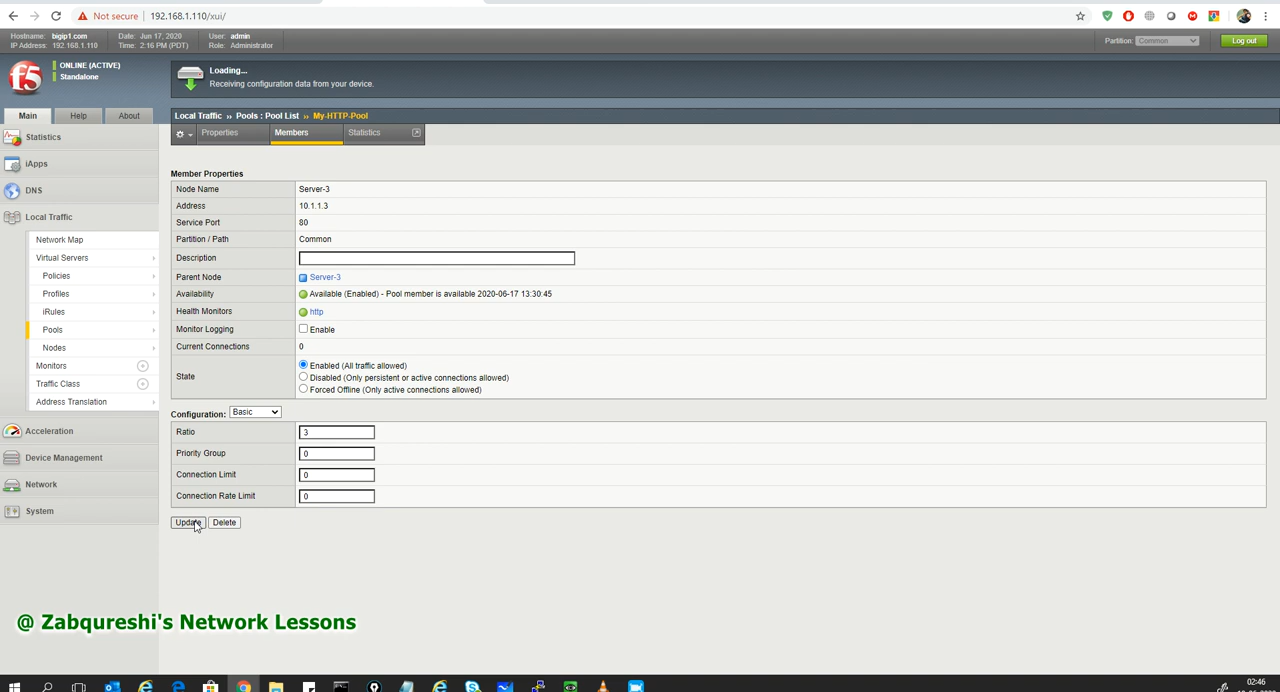 Not secure | 192.168.1.110/xui/
Hostname: bigip1.com Date: Jun 17, 2020 User: admin
IP Address: 192.168.1.110 Time: 2:16 PM (PDT) Role: Administrator
Partition: Common Log out
f5
ONLINE (ACTIVE)
Standalone
Loading...
Receiving configuration data from your device.
Main Help About
Local Traffic ›› Pools : Pool List ›› My-HTTP-Pool
Properties Members Statistics
Statistics
iApps
DNS
Local Traffic
Network Map
Virtual Servers
Policies
Profiles
iRules
Pools
Nodes
Monitors
Traffic Class
Address Translation
Acceleration
Device Management
Network
System
Member Properties
Node Name Server-3
Address 10.1.1.3
Service Port 80
Partition / Path Common
Description
Parent Node Server-3
Availability Available (Enabled) - Pool member is available 2020-06-17 13:30:45
Health Monitors http
Monitor Logging Enable
Current Connections 0
State
Enabled (All traffic allowed)
Disabled (Only persistent or active connections allowed)
Forced Offline (Only active connections allowed)
Configuration: Basic
Ratio 3
Priority Group 0
Connection Limit 0
Connection Rate Limit 0
Update Delete
@ Zabqureshi's Network Lessons
02:46